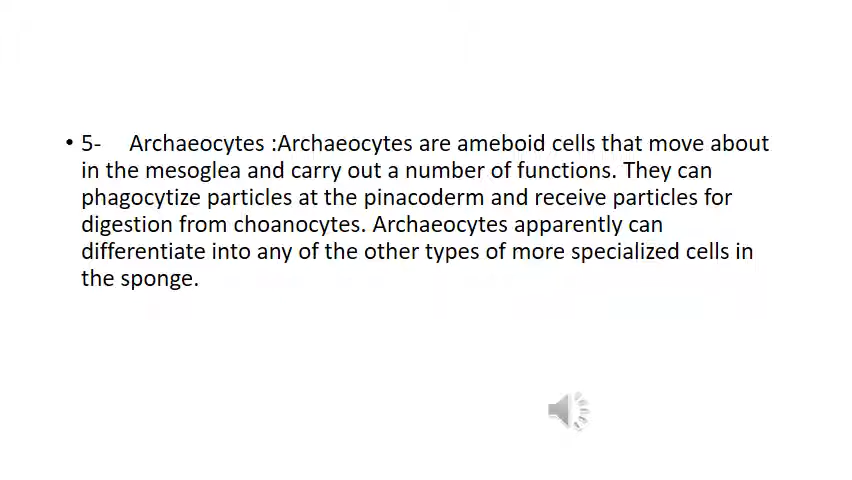 • 5- Archaeocytes :Archaeocytes are ameboid cells that move about
in the mesoglea and carry out a number of functions. They can
phagocytize particles at the pinacoderm and receive particles for
digestion from choanocytes. Archaeocytes apparently can
differentiate into any of the other types of more specialized cells in
the sponge.